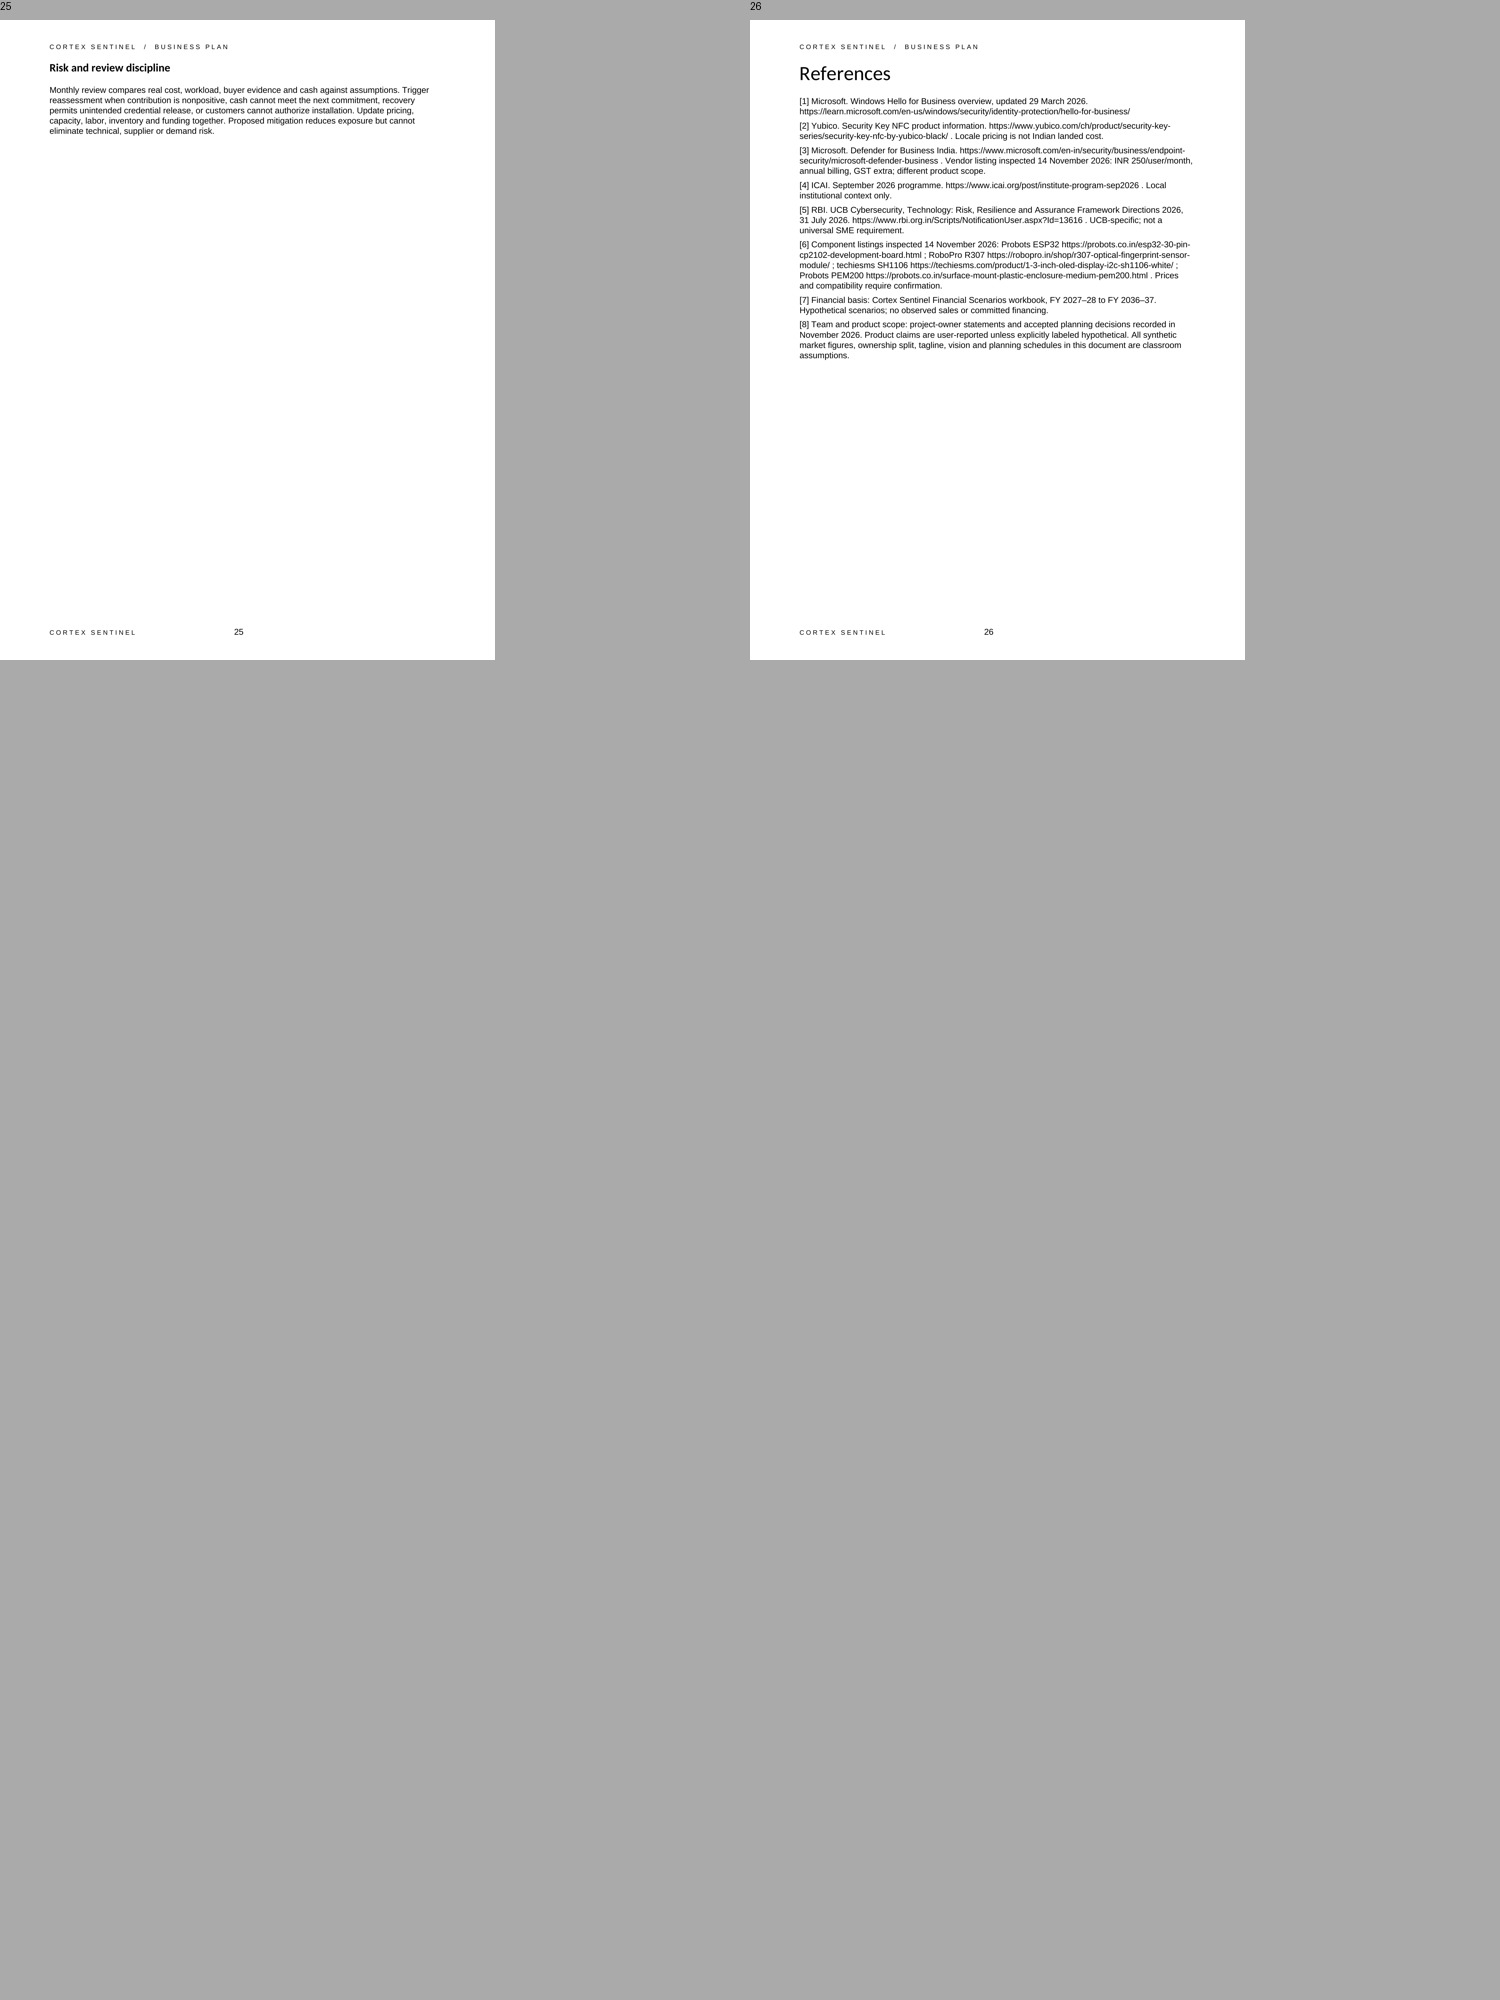 25
CORTEX SENTINEL / BUSINESS PLAN
Risk and review discipline
Monthly review compares real cost, workload, buyer evidence and cash against assumptions. Trigger
reassessment when contribution is nonpositive, cash cannot meet the next commitment, recovery
permits unintended credential release, or customers cannot authorize installation. Update pricing,
capacity, labor, inventory and funding together. Proposed mitigation reduces exposure but cannot
eliminate technical, supplier or demand risk.
CORTEX SENTINEL 25
26
CORTEX SENTINEL / BUSINESS PLAN
References
[1] Microsoft. Windows Hello for Business overview, updated 29 March 2026.
https://learn.microsoft.com/en-us/windows/security/identity-protection/hello-for-business/
[2] Yubico. Security Key NFC product information. https://www.yubico.com/ch/product/security-key-
series/security-key-nfc-by-yubico-black/ . Locale pricing is not Indian landed cost.
[3] Microsoft. Defender for Business India. https://www.microsoft.com/en-in/security/business/endpoint-
security/microsoft-defender-business . Vendor listing inspected 14 November 2026: INR 250/user/month,
annual billing, GST extra; different product scope.
[4] ICAI. September 2026 programme. https://www.icai.org/post/institute-program-sep2026 . Local
institutional context only.
[5] RBI. UCB Cybersecurity, Technology: Risk, Resilience and Assurance Framework Directions 2026,
31 July 2026. https://www.rbi.org.in/Scripts/NotificationUser.aspx?Id=13616 . UCB-specific; not a
universal SME requirement.
[6] Component listings inspected 14 November 2026: Probots ESP32 https://probots.co.in/esp32-30-pin-
cp2102-development-board.html ; RoboPro R307 https://robopro.in/shop/r307-optical-fingerprint-sensor-
module/ ; techiesms SH1106 https://techiesms.com/product/1-3-inch-oled-display-i2c-sh1106-white/ ;
Probots PEM200 https://probots.co.in/surface-mount-plastic-enclosure-medium-pem200.html . Prices
and compatibility require confirmation.
[7] Financial basis: Cortex Sentinel Financial Scenarios workbook, FY 2027–28 to FY 2036–37.
Hypothetical scenarios; no observed sales or committed financing.
[8] Team and product scope: project-owner statements and accepted planning decisions recorded in
November 2026. Product claims are user-reported unless explicitly labeled hypothetical. All synthetic
market figures, ownership split, tagline, vision and planning schedules in this document are classroom
assumptions.
CORTEX SENTINEL 26